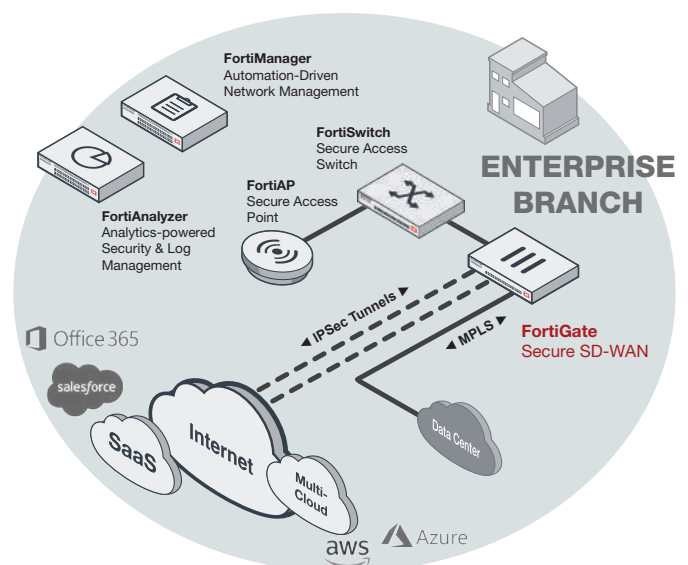 FortiManager
Automation-Driven
Network Management
FortiSwitch
Secure Access
Switch
ENTERPRISE
BRANCH
FortiAP
Secure Access
Point
FortiAnalyzer
Analytics-powered
Security & Log
Management
◄ IPSec Tunnels ►
◄ MPLS ►
FortiGate
Secure SD-WAN
Office 365
salesforce
SaaS
Internet
Multi-
Cloud
Data Center
aws
Azure